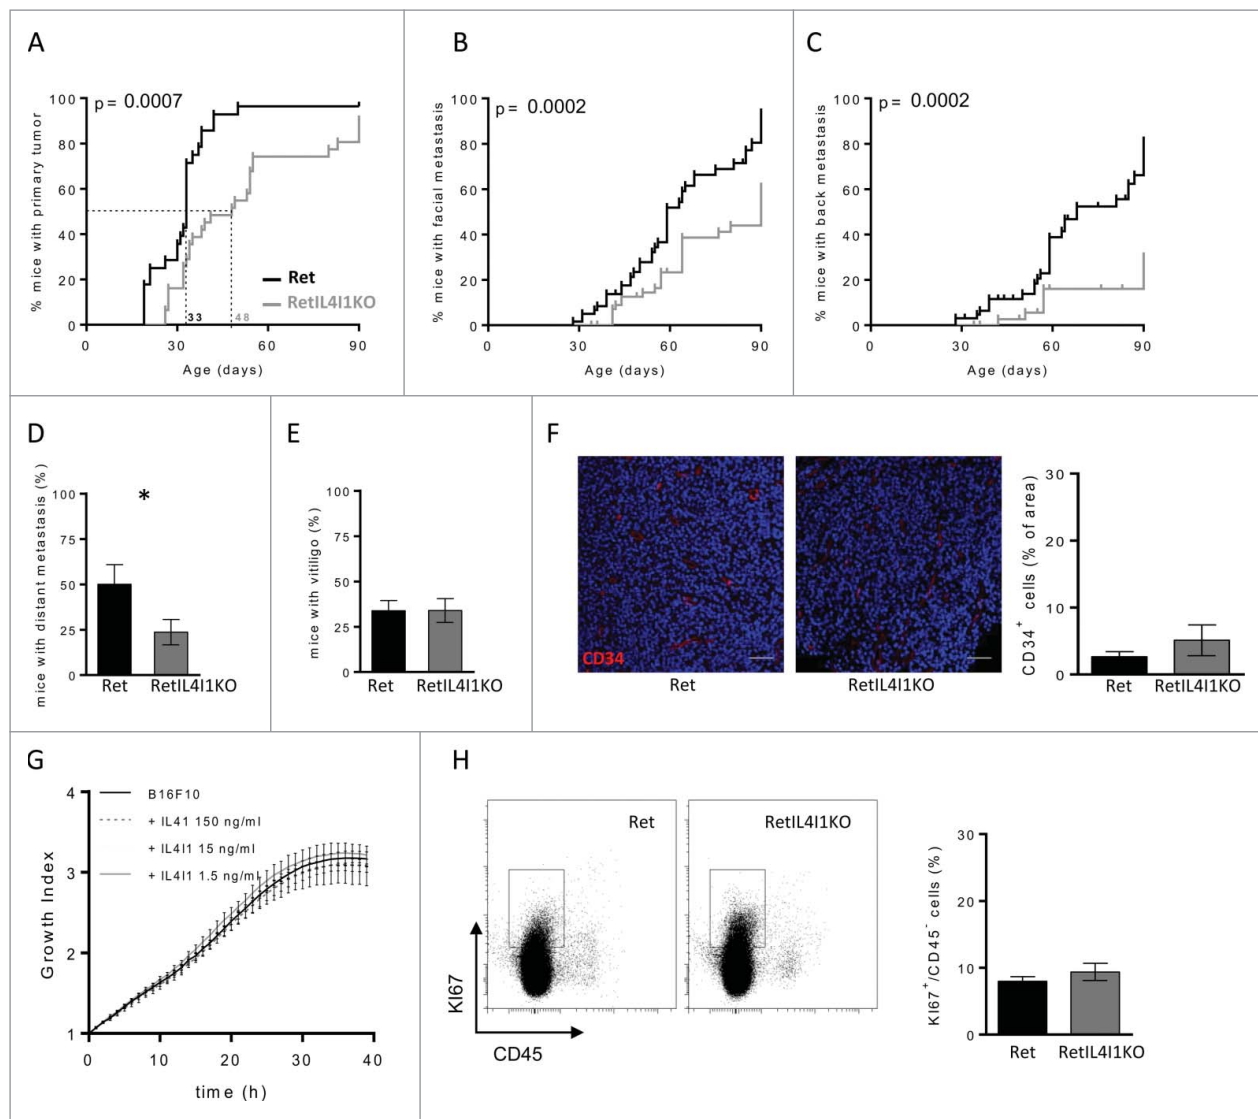 A
p = 0.0007
% mice with primary tumor
100
80
60
40
20
0
Ret
RetIL4I1KO
33
48
0
30
60
90
Age (days)
B
p = 0.0002
% mice with facial metastasis
100
80
60
40
20
0
0
30
60
90
Age (days)
C
p = 0.0002
% mice with back metastasis
100
80
60
40
20
0
0
30
60
90
Age (days)
D
mice with distant metastasis (%)
100
75
50
25
0
*
Ret
RetIL4I1KO
E
mice with vitiligo (%)
100
75
50
25
0
Ret
RetIL4I1KO
F
CD34
Ret
RetIL4I1KO
CD34+ cells (% of area)
30
20
10
0
Ret
RetIL4I1KO
G
Growth Index
4
3
2
1
B16F10
+ IL41 150 ng/ml
+ IL4I1 15 ng/ml
+ IL4I1 1.5 ng/ml
0
10
20
30
40
time (h)
H
Ret
RetIL4I1KO
KI67
CD45
KI67+/CD45- cells (%)
30
20
10
0
Ret
RetIL4I1KO